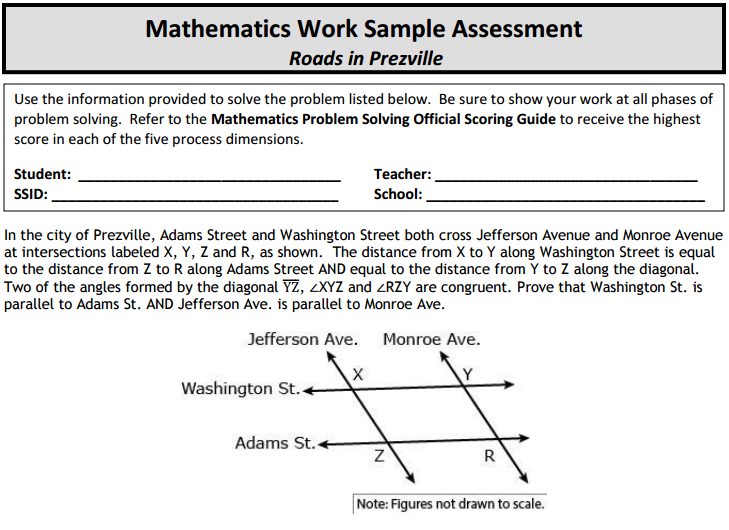 Mathematics Work Sample Assessment
Roads in Prezville
Use the information provided to solve the problem listed below. Be sure to show your work at all phases of
problem solving. Refer to the Mathematics Problem Solving Official Scoring Guide to receive the highest
score in each of the five process dimensions.
Student: Teacher:
SSID: School:
In the city of Prezville, Adams Street and Washington Street both cross Jefferson Avenue and Monroe Avenue
at intersections labeled X, Y, Z and R, as shown. The distance from X to Y along Washington Street is equal
to the distance from Z to R along Adams Street AND equal to the distance from Y to Z along the diagonal.
Two of the angles formed by the diagonal Y͞Z, ∠XYZ and ∠RZY are congruent. Prove that Washington St. is
parallel to Adams St. AND Jefferson Ave. is parallel to Monroe Ave.
Jefferson Ave. Monroe Ave.
X Y
Washington St.
Adams St.
Z R
Note: Figures not drawn to scale.